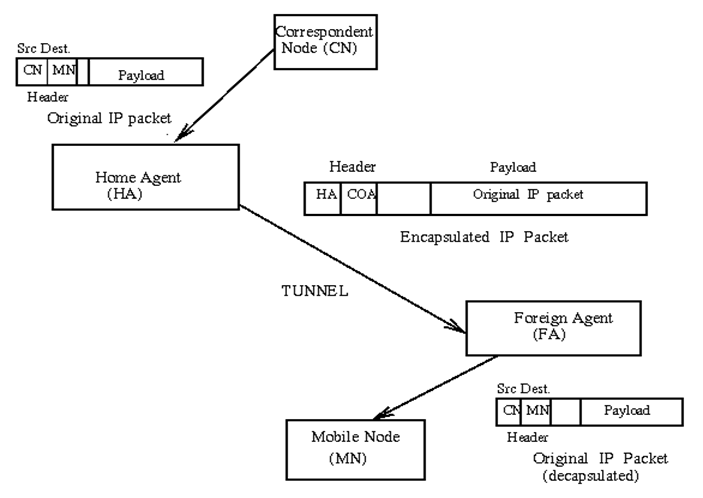 Correspondent
Node (CN)
Src Dest.
CN MN Payload
Header
Original IP packet
Home Agent
(HA)
Header Payload
HA COA Original IP packet
Encapsulated IP Packet
TUNNEL
Foreign Agent
(FA)
Src Dest.
CN MN Payload
Header
Original IP Packet
(decapsulated)
Mobile Node
(MN)